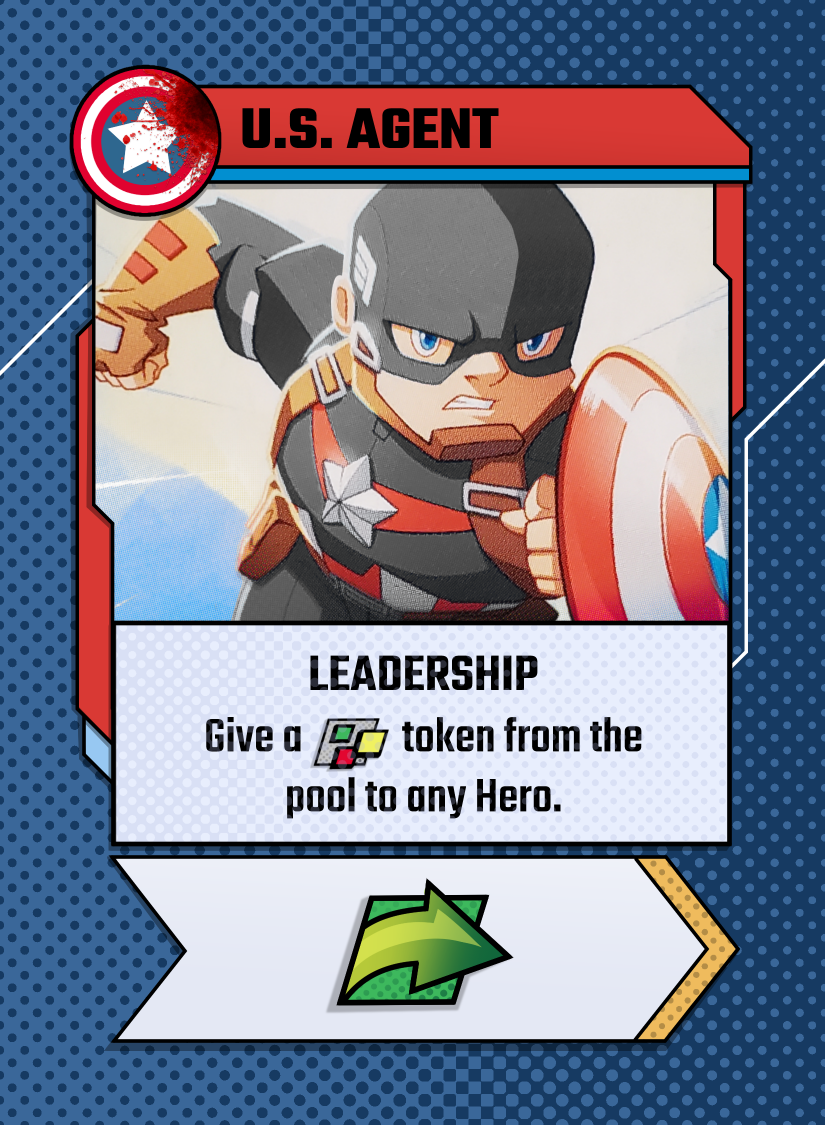 U.S. AGENT
LEADERSHIP
Give a token from the
pool to any Hero.